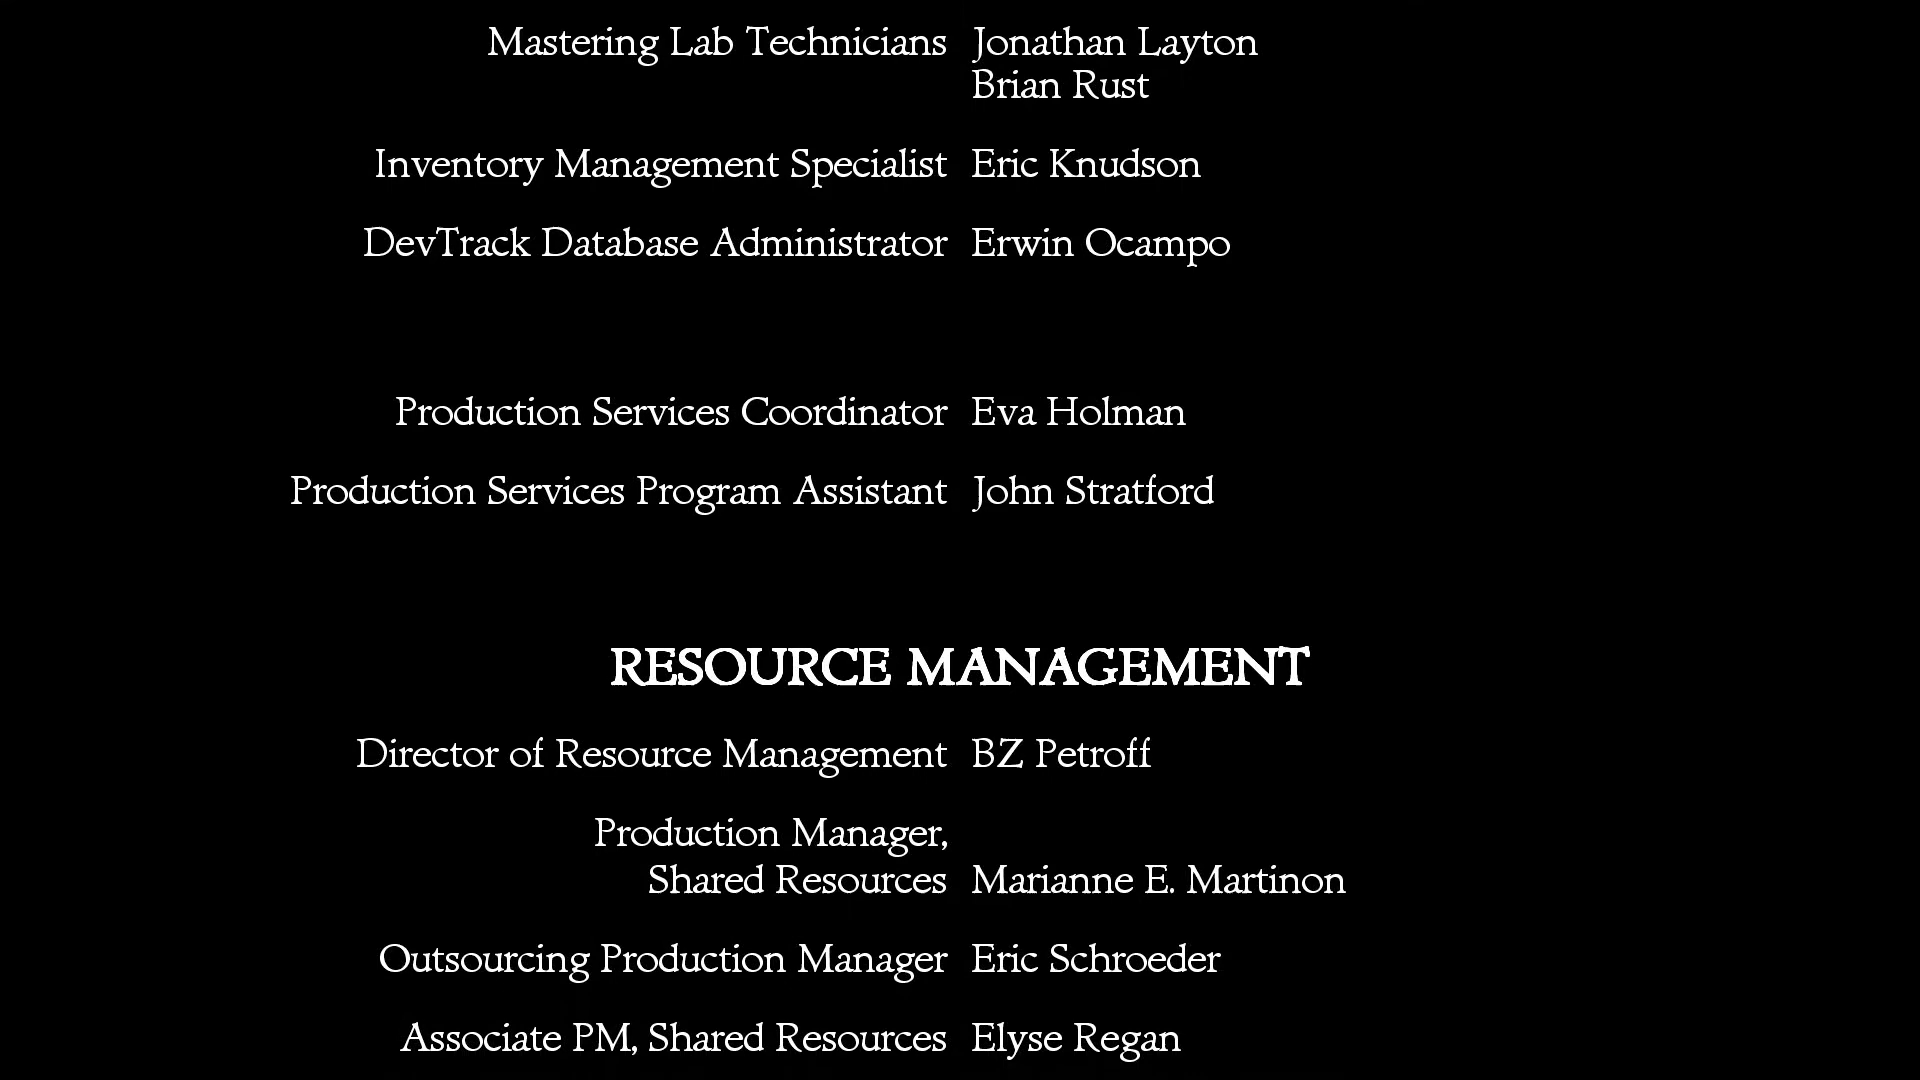 Mastering Lab Technicians Jonathan Layton
Brian Rust
Inventory Management Specialist Eric Knudson
DevTrack Database Administrator Erwin Ocampo
Production Services Coordinator Eva Holman
Production Services Program Assistant John Stratford
RESOURCE MANAGEMENT
Director of Resource Management BZ Petroff
Production Manager,
Shared Resources Marianne E. Martinon
Outsourcing Production Manager Eric Schroeder
Associate PM, Shared Resources Elyse Regan